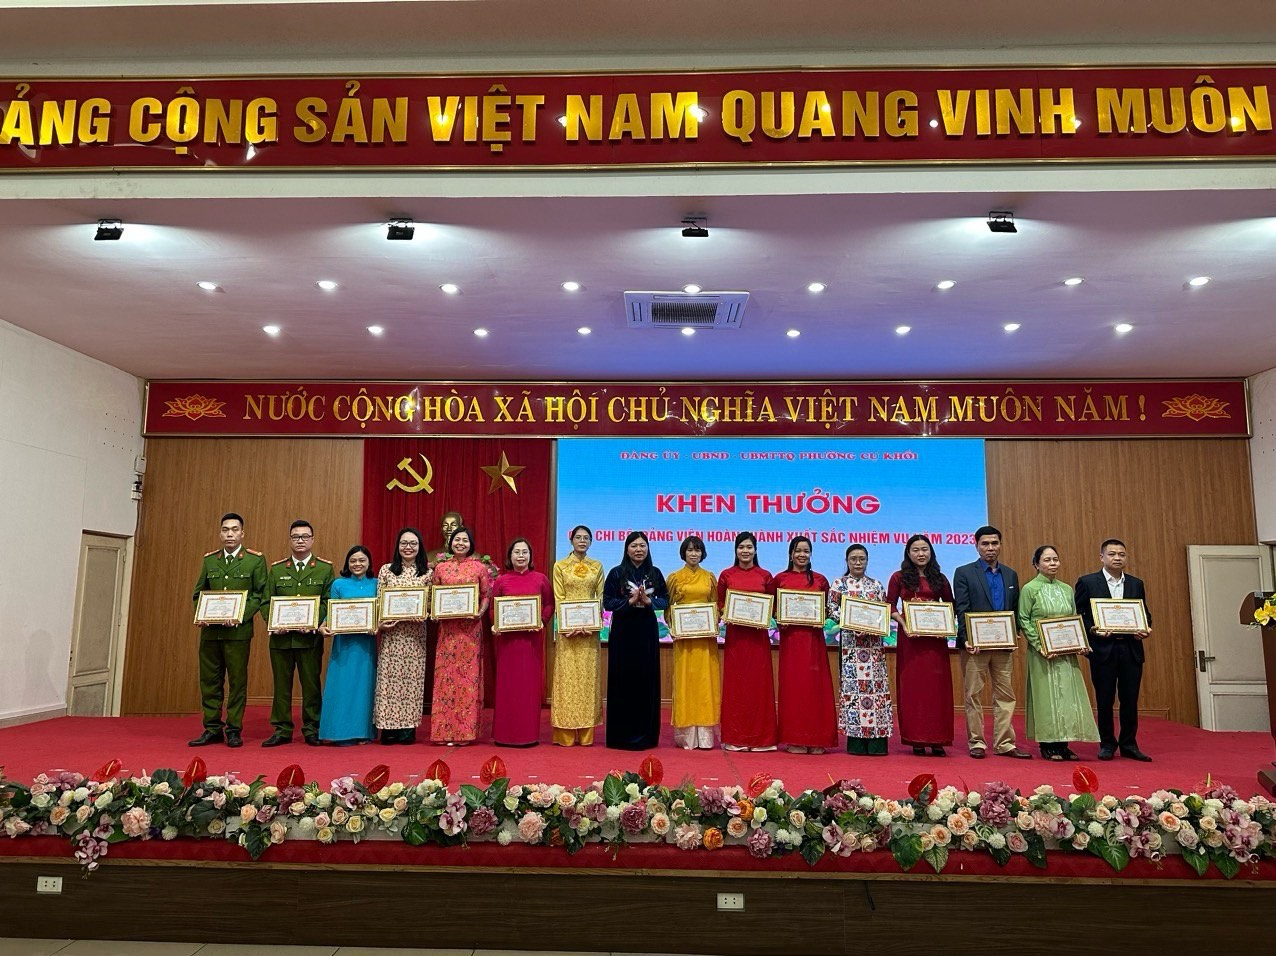 ẢNG CỘNG SẢN VIỆT NAM QUANG VINH MUÔN
NƯỚC CỘNG HÒA XÃ HỘI CHỦ NGHĨA VIỆT NAM MUÔN NĂM !
ĐẢNG ỦY - UBND - UBMTTQ PHƯỜNG CỰ KHỐI
KHEN THƯỞNG
CHI BỘ ĐẢNG VIÊN HOÀN THÀNH XUẤT SẮC NHIỆM VỤ NĂM 2023